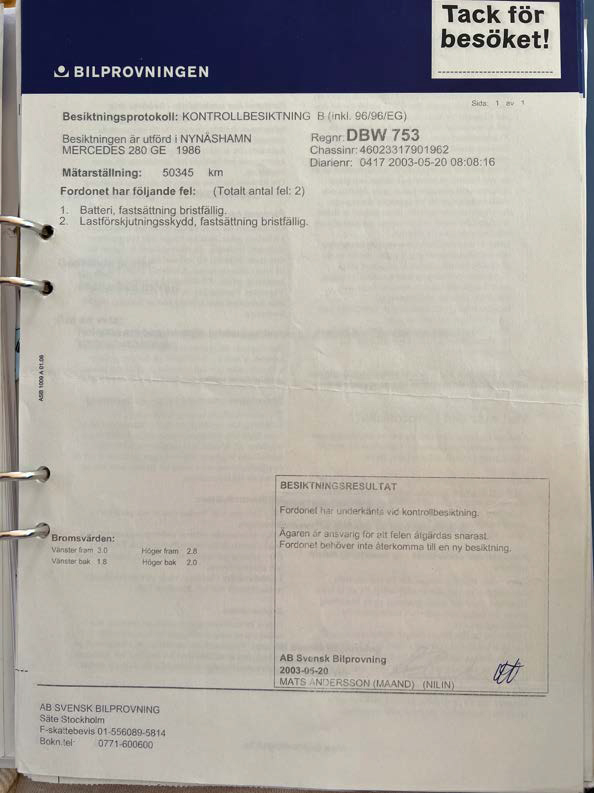 Tack för
besöket!
BILPROVNINGEN
Sida: 1 av 1
Besiktningsprotokoll: KONTROLLBESIKTNING B (inkl. 96/96/EG)
Besiktningen är utförd i NYNÄSHAMN
MERCEDES 280 GE 1986
Regnr: DBW 753
Chassinr: 46023317901962
Diarienr: 0417 2003-05-20 08:08:16
Mätarställning: 50345 km
Fordonet har följande fel: (Totalt antal fel: 2)
1. Batteri, fastsättning bristfällig.
2. Lastförskjutningsskydd, fastsättning bristfällig.
ASB 1009 A 01.09
BESIKTNINGSRESULTAT
Fordonet har underkänts vid kontrollbesiktning.
Ägaren är ansvarig för att felen åtgärdas snarast.
Fordonet behöver inte återkomma till en ny besiktning.
Bromsvärden:
Vänster fram 3.0 Höger fram 2.8
Vänster bak 1.8 Höger bak 2.0
AB Svensk Bilprovning
2003-05-20
MATS ANDERSSON (MAAND) (NILIN)
AB SVENSK BILPROVNING
Säte Stockholm
F-skattebevis 01-556089-5814
Bokn.tel: 0771-600600